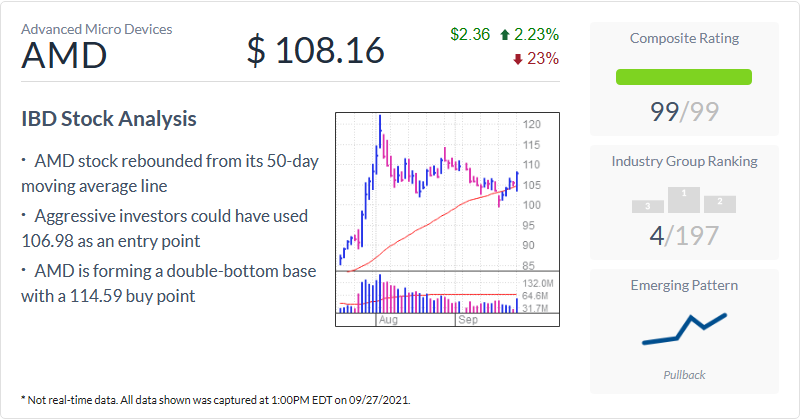 Advanced Micro Devices
AMD
$ 108.16
$2.36 2.23%
23%
IBD Stock Analysis
· AMD stock rebounded from its 50-day
moving average line
· Aggressive investors could have used
106.98 as an entry point
· AMD is forming a double-bottom base
with a 114.59 buy point
120
115
110
105
100
95
90
85
132.0M
64.6M
31.7M
Aug
Sep
Composite Rating
99/99
Industry Group Ranking
3
1
2
4/197
Emerging Pattern
Pullback
* Not real-time data. All data shown was captured at 1:00PM EDT on 09/27/2021.